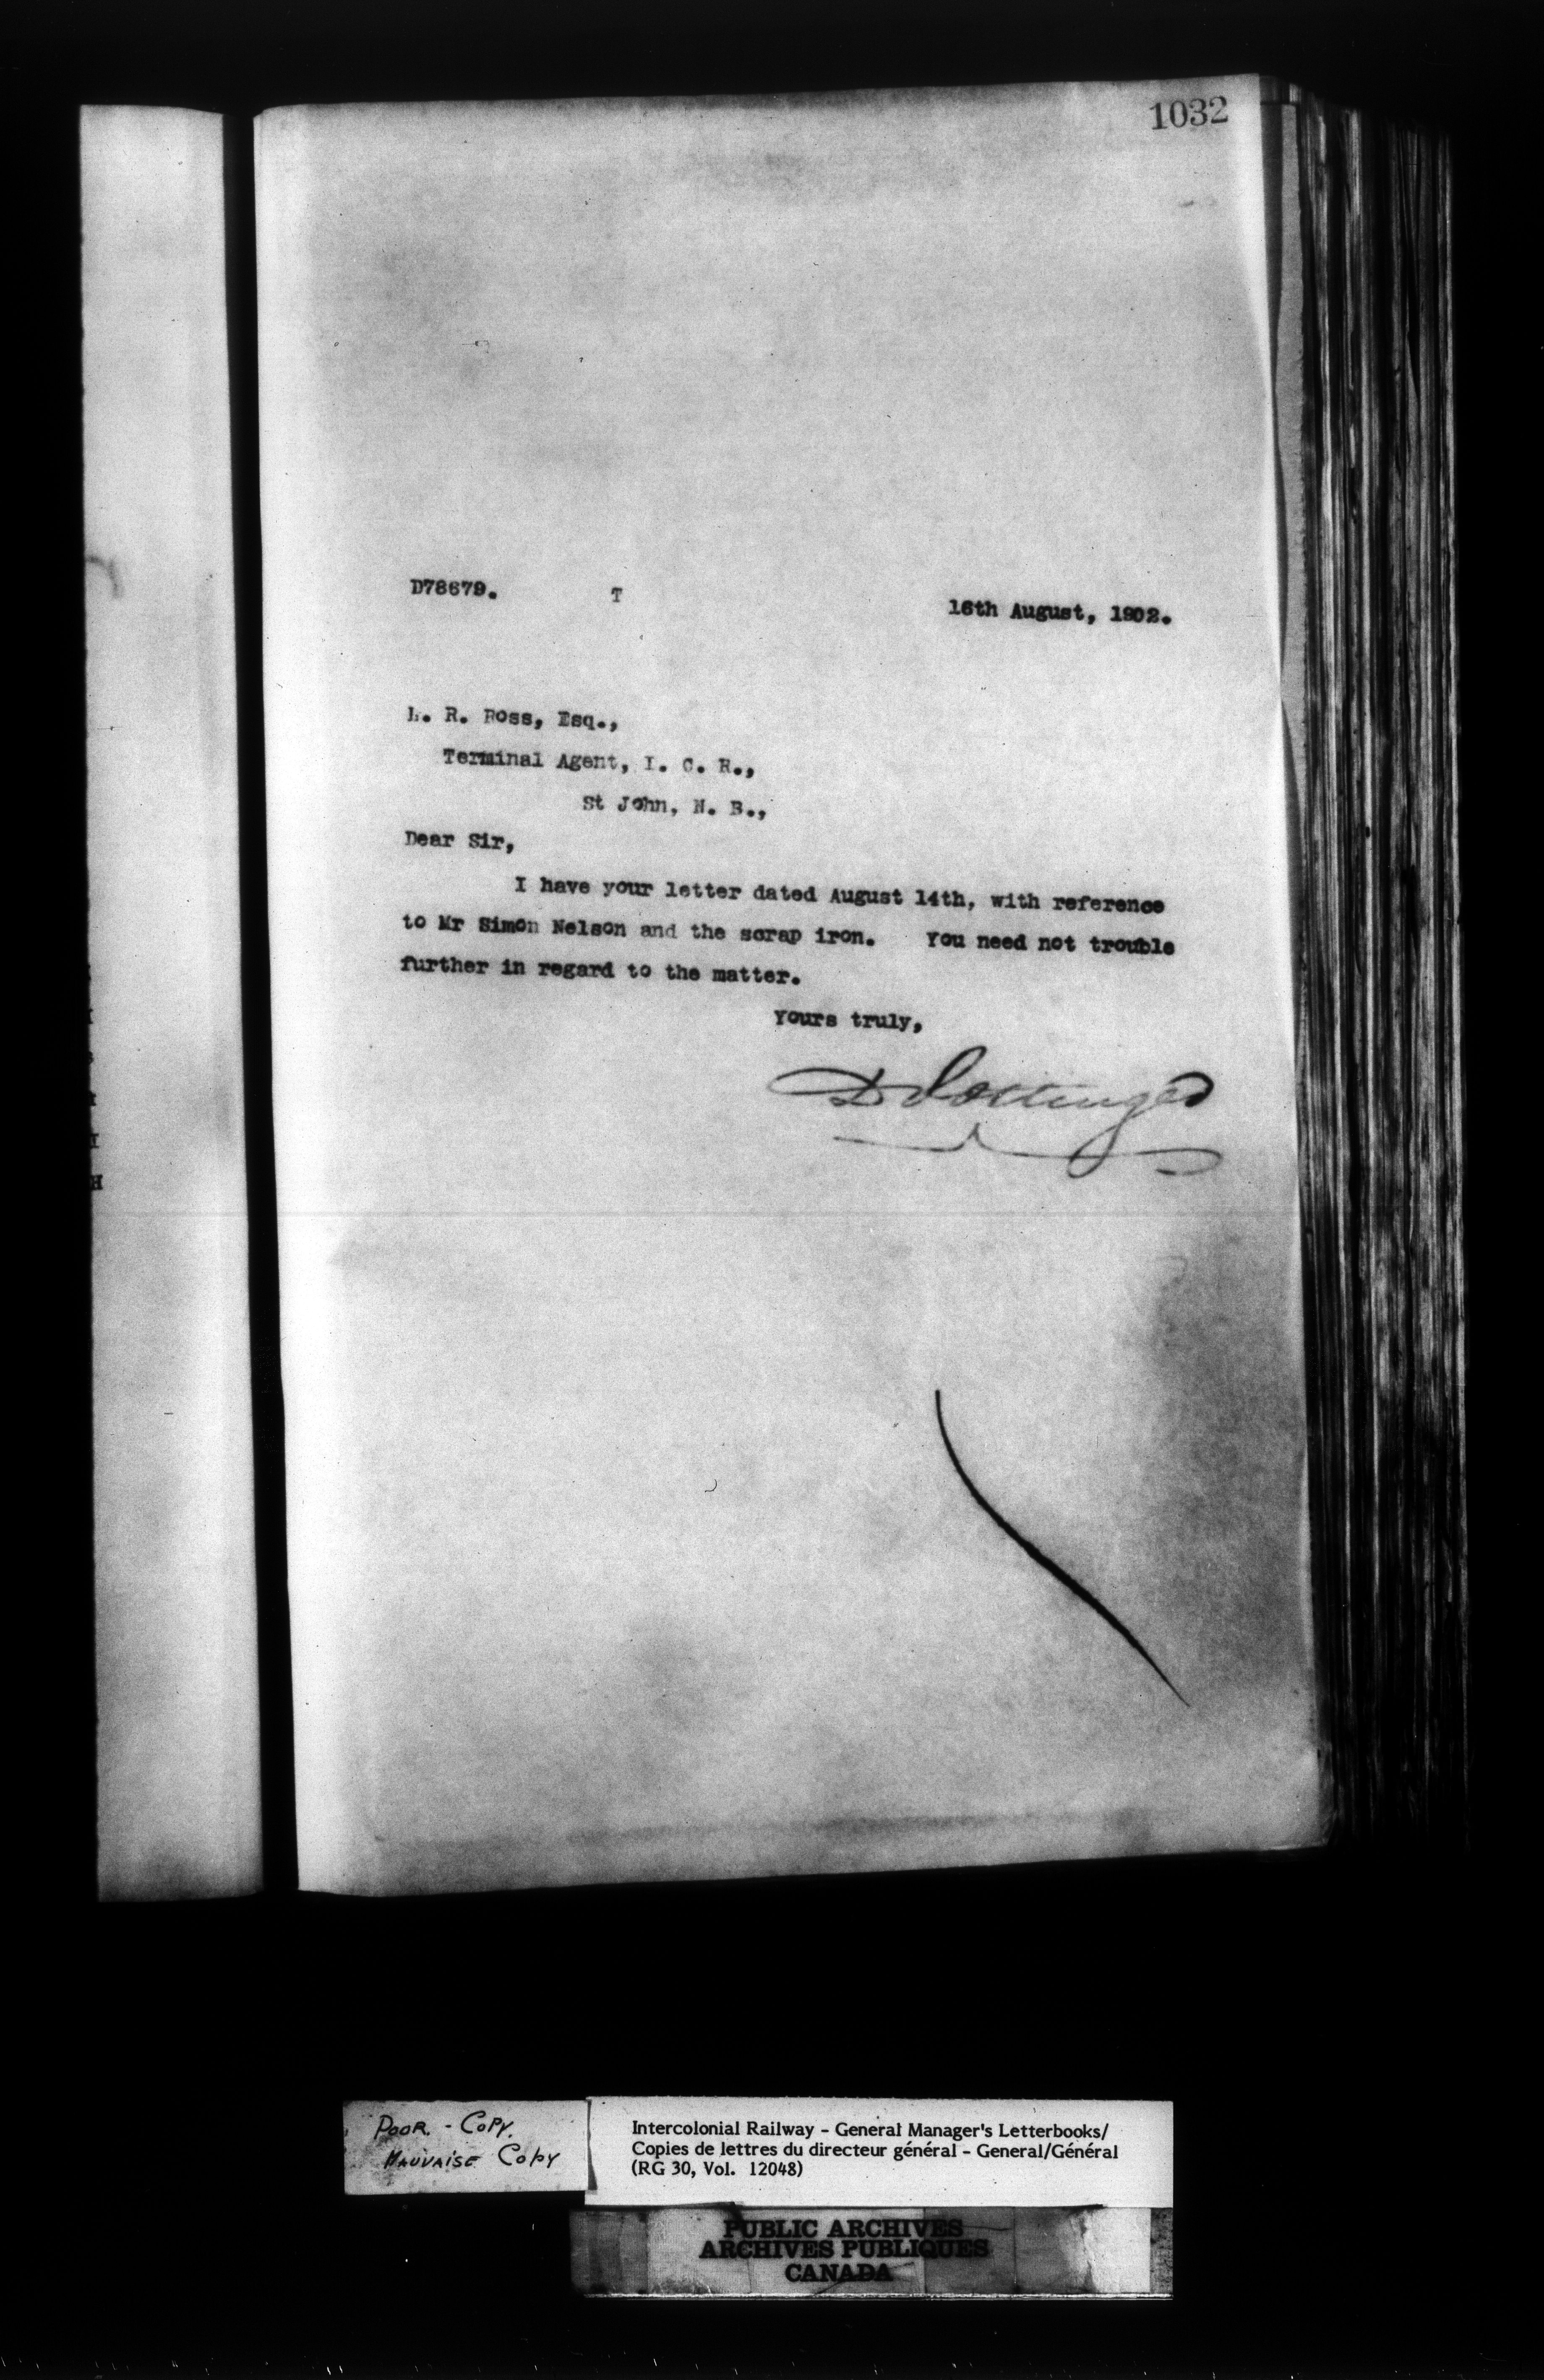 1032
D78679. T 16th August, 1902.
L. R. Ross, Esq.,
Terminal Agent, I. C. R.,
St John, N. B.,
Dear Sir,
I have your letter dated August 14th, with reference
to Mr Simon Nelson and the scrap iron. You need not trouble
further in regard to the matter.
Yours truly,
D Pottinger
POOR. - COPY.
MAUVAISE COPY
Intercolonial Railway - General Manager's Letterbooks/
Copies de lettres du directeur général - General/Général
(RG 30, Vol. 12048)
PUBLIC ARCHIVES
ARCHIVES PUBLIQUES
CANADA